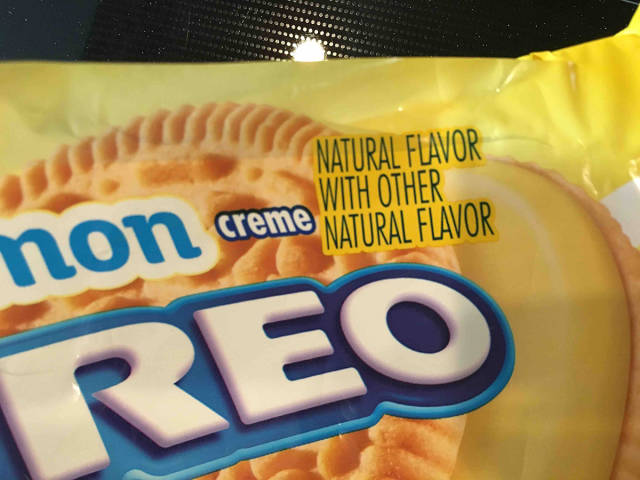 NATURAL FLAVOR
WITH OTHER
NATURAL FLAVOR
mon creme
REO